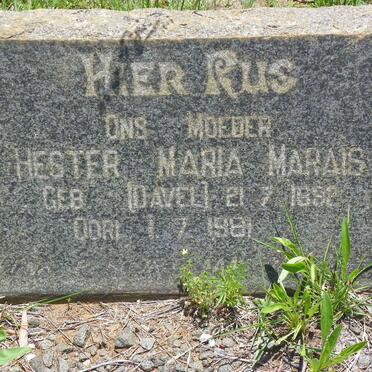 HIER RUS
ONS MOEDER
HESTER MARIA MARAIS
GEB (DAVEL) 21 7 1892
OORL 1 7 1981